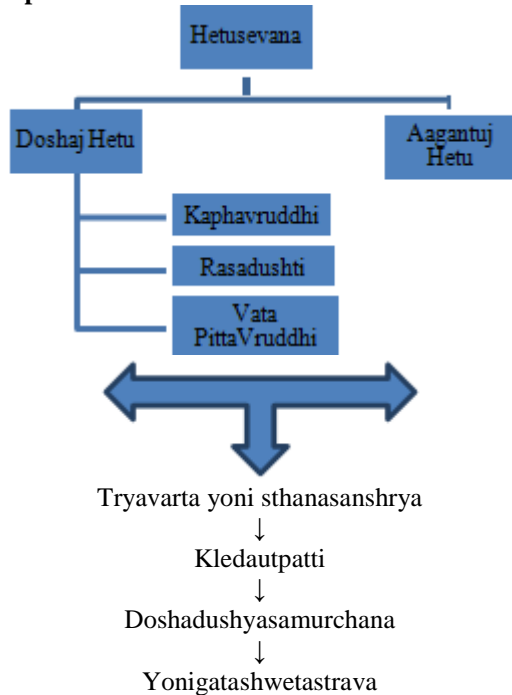 Hetusevana
Doshaj Hetu
Aagantuj
Hetu
Kaphavruddhi
Rasadushti
Vata
PittaVruddhi
Tryavarta yoni sthanasanshrya
↓
Kledautpatti
↓
Doshadushyasamurchana
↓
Yonigatashwetastrava